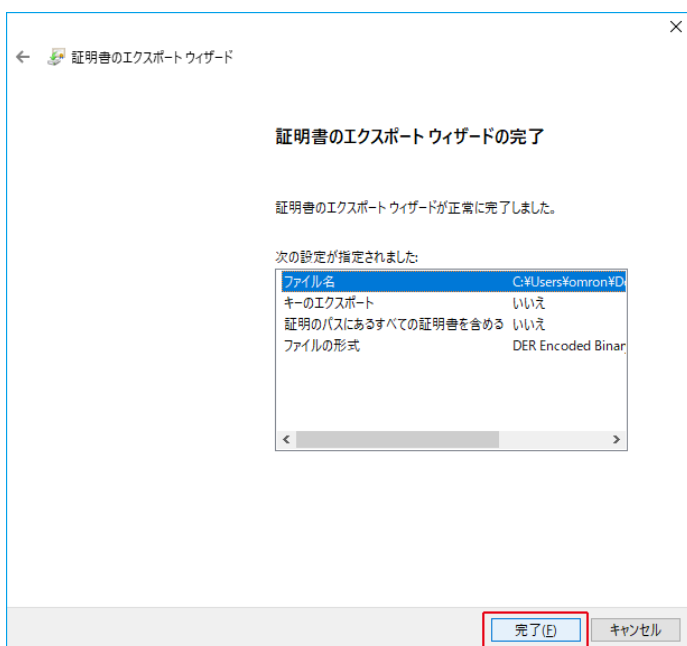 証明書のエクスポート ウィザード
証明書のエクスポート ウィザードの完了
証明書のエクスポート ウィザードが正常に完了しました。
次の設定が指定されました:
ファイル名 C:¥Users¥omron¥D
キーのエクスポート いいえ
証明のパスにあるすべての証明書を含める いいえ
ファイルの形式 DER Encoded Binar
完了(F) キャンセル